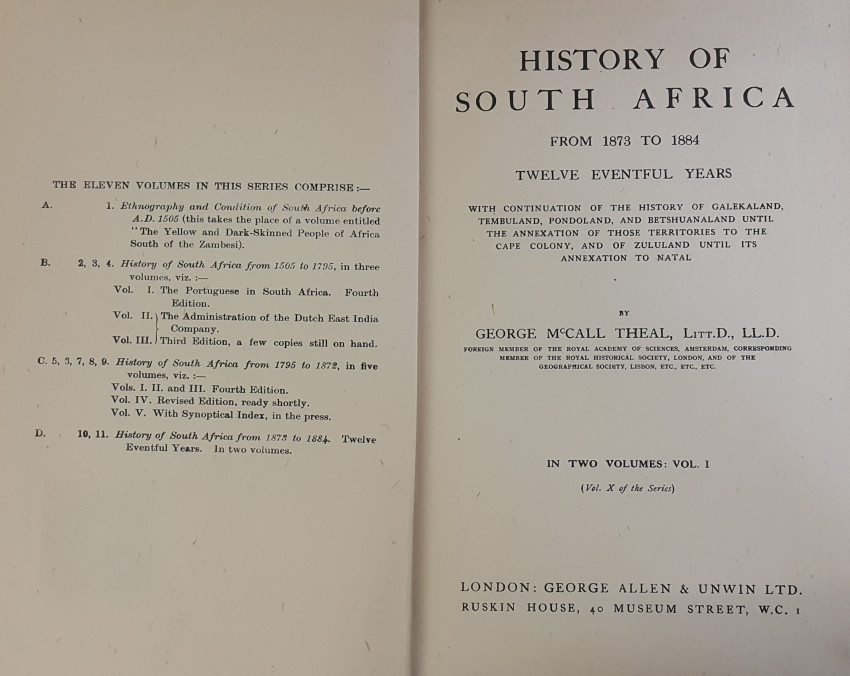 THE ELEVEN VOLUMES IN THIS SERIES COMPRISE:—
A. 1. Ethnography and Condition of South Africa before
A.D. 1505 (this takes the place of a volume entitled
"The Yellow and Dark-Skinned People of Africa
South of the Zambesi).
B. 2, 3, 4. History of South Africa from 1505 to 1795, in three
volumes, viz. :—
Vol. I. The Portuguese in South Africa. Fourth
Edition.
Vol. II. The Administration of the Dutch East India
Company.
Vol. III. Third Edition, a few copies still on hand.
C. 5, 3, 7, 8, 9. History of South Africa from 1795 to 1872, in five
volumes, viz. :—
Vols. I. II. and III. Fourth Edition.
Vol. IV. Revised Edition, ready shortly.
Vol. V. With Synoptical Index, in the press.
D. 10, 11. History of South Africa from 1873 to 1884. Twelve
Eventful Years. In two volumes.
HISTORY OF
SOUTH AFRICA
FROM 1873 TO 1884
TWELVE EVENTFUL YEARS
WITH CONTINUATION OF THE HISTORY OF GALEKALAND,
TEMBULAND, PONDOLAND, AND BETSHUANALAND UNTIL
THE ANNEXATION OF THOSE TERRITORIES TO THE
CAPE COLONY, AND OF ZULULAND UNTIL ITS
ANNEXATION TO NATAL
BY
GEORGE McCALL THEAL, LITT.D., LL.D.
FOREIGN MEMBER OF THE ROYAL ACADEMY OF SCIENCES, AMSTERDAM, CORRESPONDING
MEMBER OF THE ROYAL HISTORICAL SOCIETY, LONDON, AND OF THE
GEOGRAPHICAL SOCIETY, LISBON, ETC., ETC., ETC.
IN TWO VOLUMES: VOL. I
(Vol. X of the Series)
LONDON: GEORGE ALLEN & UNWIN LTD.
RUSKIN HOUSE, 40 MUSEUM STREET, W.C. 1